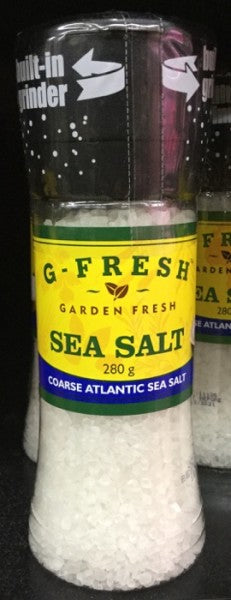 built-in
grinder
G-FRESH
GARDEN FRESH
SEA SALT
280 g
COARSE ATLANTIC SEA SALT